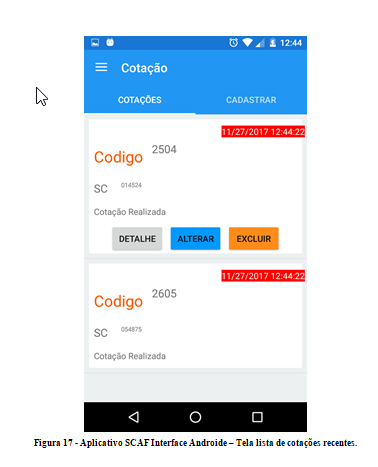 12:44
Cotação
COTAÇÕES CADASTRAR
11/27/2017 12:44:22
Codigo 2504
SC 014524
Cotação Realizada
DETALHE ALTERAR EXCLUIR
11/27/2017 12:44:22
Codigo 2605
SC 054875
Cotação Realizada
Figura 17 - Aplicativo SCAF Interface Androide – Tela lista de cotações recentes.